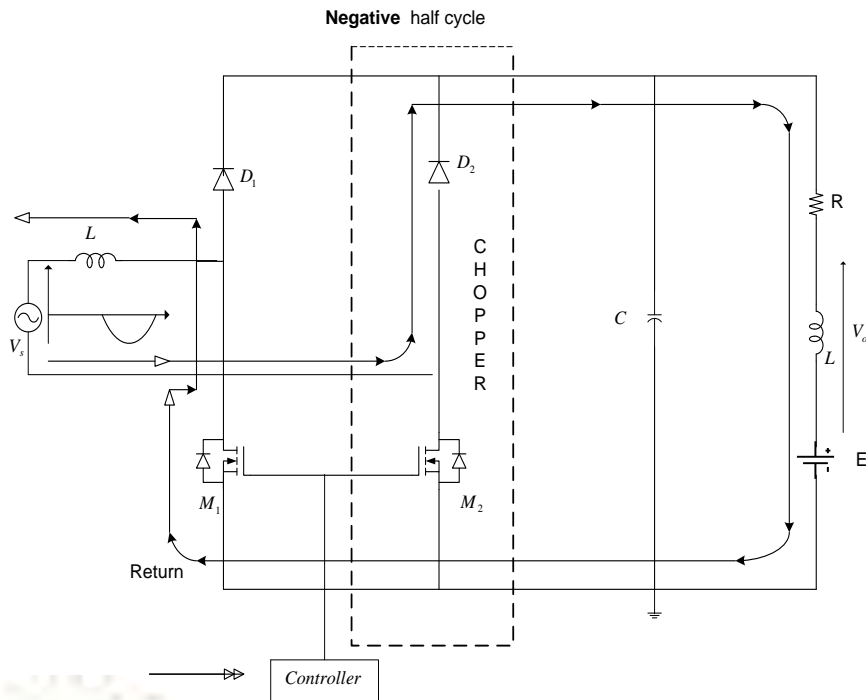 Negative half cycle
D1
D2
L
R
Vs
C
H
O
P
P
E
R
C
L
Vo
E
+
-
M1
M2
Return
Controller